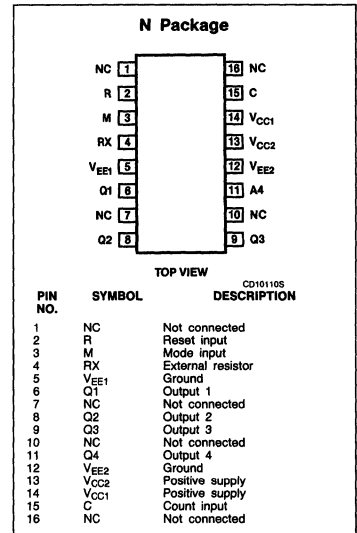 N Package
NC 1 16 NC
R 2 15 C
M 3 14 VCC1
RX 4 13 VCC2
VEE1 5 12 VEE2
Q1 6 11 A4
NC 7 10 NC
Q2 8 9 Q3
TOP VIEW
CD10110S
PIN NO. SYMBOL DESCRIPTION
1 NC Not connected
2 R Reset input
3 M Mode input
4 RX External resistor
5 VEE1 Ground
6 Q1 Output 1
7 NC Not connected
8 Q2 Output 2
9 Q3 Output 3
10 NC Not connected
11 Q4 Output 4
12 VEE2 Ground
13 VCC2 Positive supply
14 VCC1 Positive supply
15 C Count input
16 NC Not connected